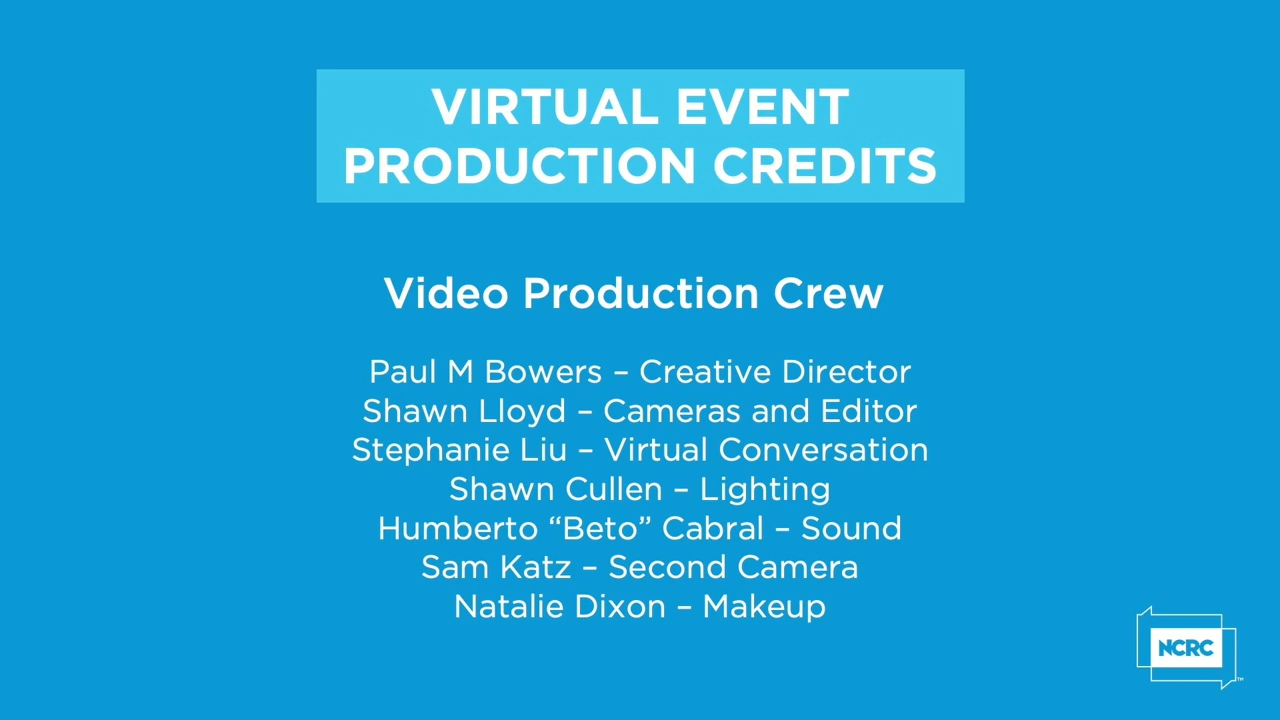 VIRTUAL EVENT
PRODUCTION CREDITS
Video Production Crew
Paul M Bowers – Creative Director
Shawn Lloyd – Cameras and Editor
Stephanie Liu – Virtual Conversation
Shawn Cullen – Lighting
Humberto “Beto” Cabral – Sound
Sam Katz – Second Camera
Natalie Dixon – Makeup
NCRC
™